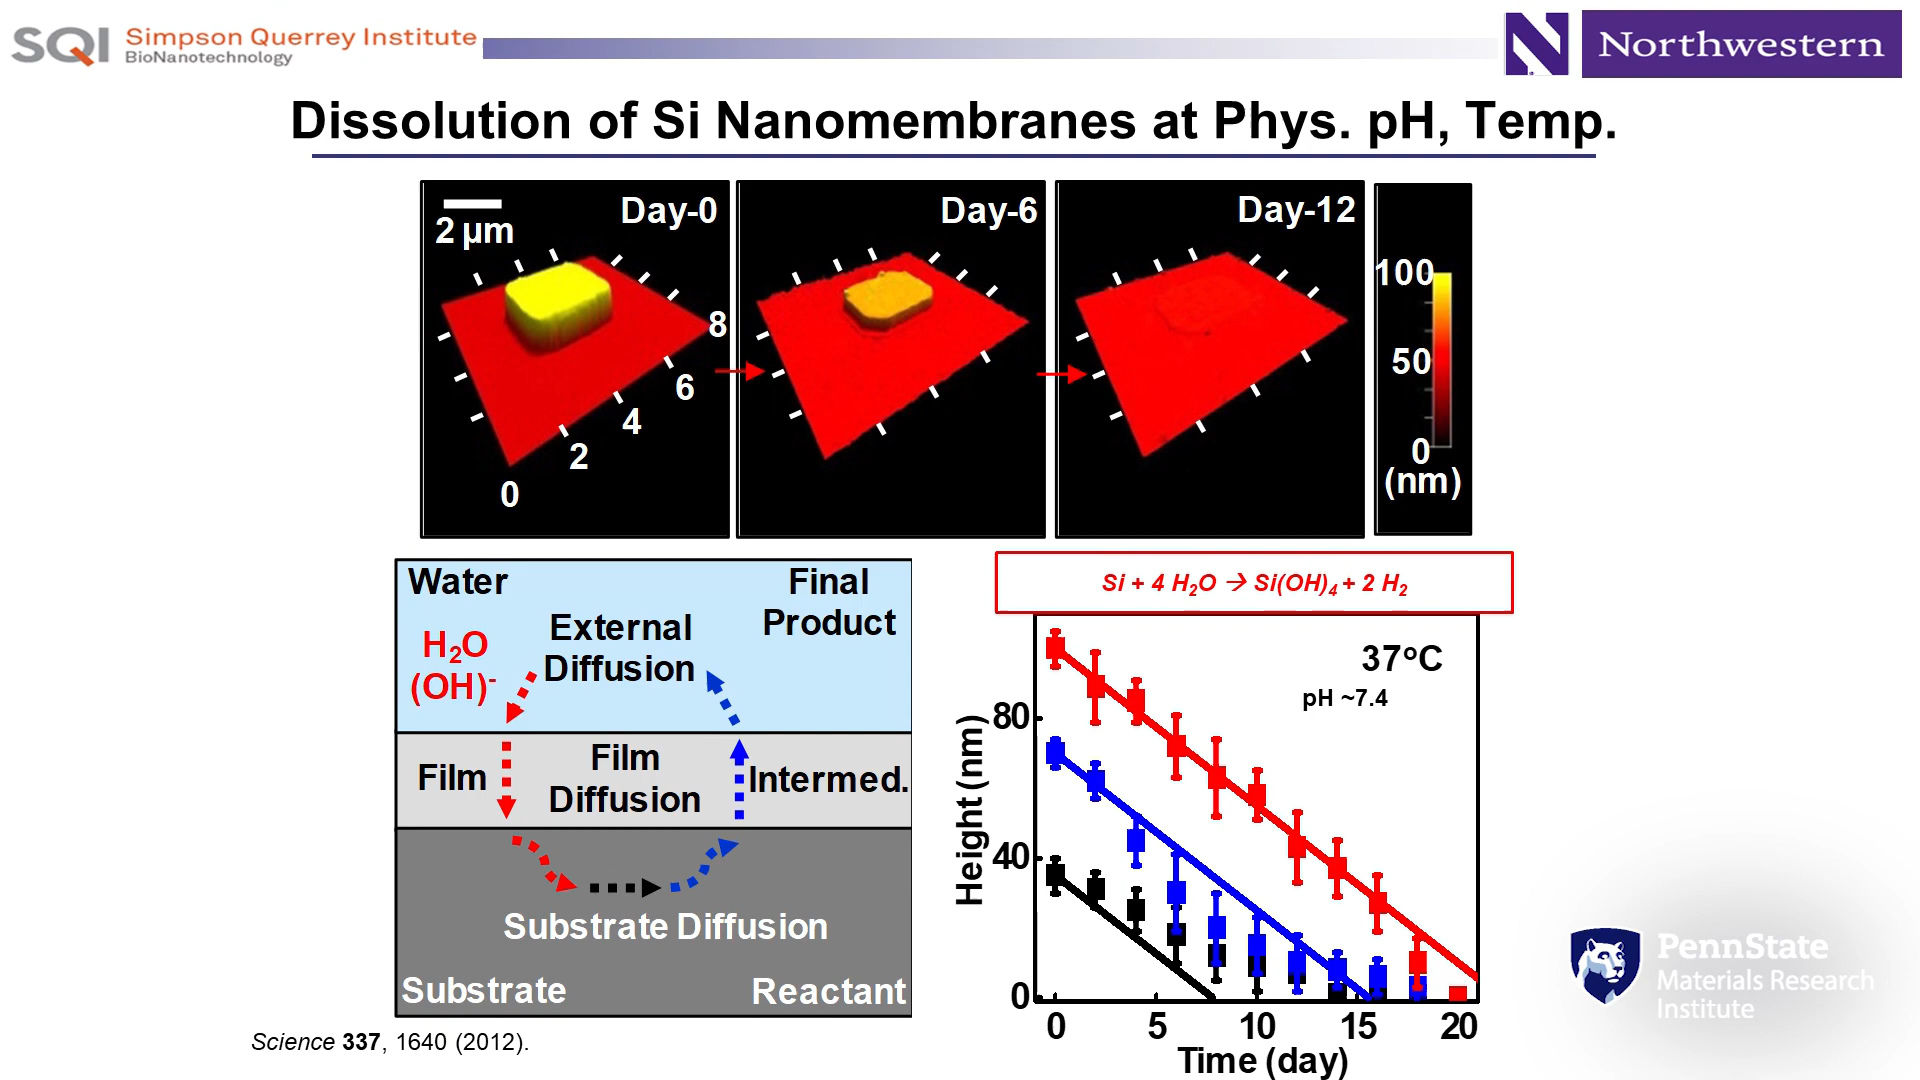 SQI Simpson Querrey Institute
BioNanotechnology
N Northwestern
Dissolution of Si Nanomembranes at Phys. pH, Temp.
2 µm
Day-0
8
6
4
2
0
Day-6
Day-12
100
50
0
(nm)
Water
Final
Product
H₂O
(OH)⁻
External
Diffusion
Film
Film
Diffusion
Intermed.
Substrate Diffusion
Substrate
Reactant
Science 337, 1640 (2012).
Si + 4 H₂O → Si(OH)₄ + 2 H₂
37°C
pH ~7.4
Height (nm)
80
40
0
0 5 10 15 20
Time (day)
PennState
Materials Research
Institute